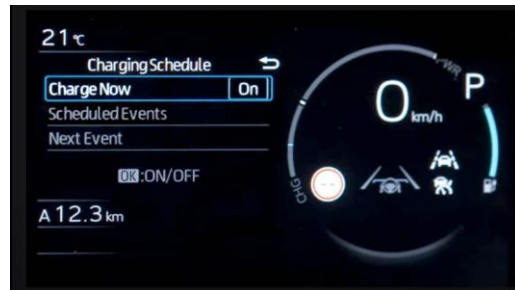 21℃
Charging Schedule
Charge Now On
Scheduled Events
Next Event
OK:ON/OFF
A 12.3 km
PWR
P
0 km/h
CHG
--